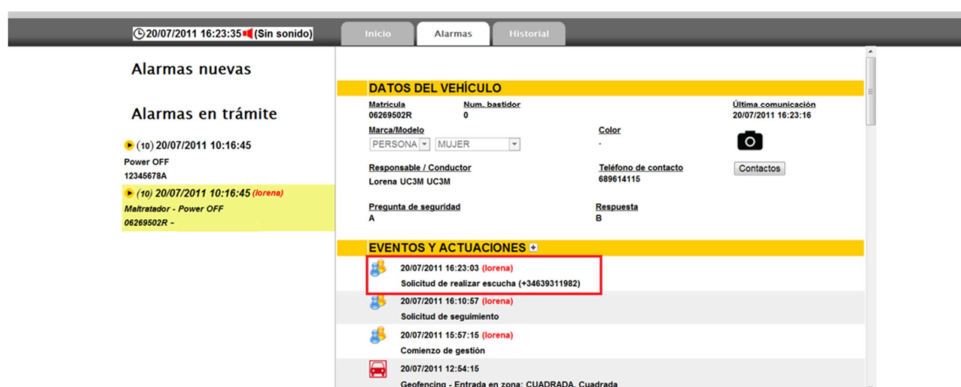 20/07/2011 16:23:35 (Sin sonido)
Inicio Alarmas Historial
Alarmas nuevas
Alarmas en trámite
(10) 20/07/2011 10:16:45
Power OFF
12345678A
(10) 20/07/2011 10:16:45 (lorena)
Maltratador - Power OFF
06269502R -
DATOS DEL VEHÍCULO
Matricula Num. bastidor Última comunicación
06269502R 0 20/07/2011 16:23:16
Marca/Modelo Color
PERSONA MUJER -
Responsable / Conductor Teléfono de contacto Contactos
Lorena UC3M UC3M 689614115
Pregunta de seguridad Respuesta
A B
EVENTOS Y ACTUACIONES +
20/07/2011 16:23:03 (lorena)
Solicitud de realizar escucha (+34639311982)
20/07/2011 16:10:57 (lorena)
Solicitud de seguimiento
20/07/2011 15:57:15 (lorena)
Comienzo de gestión
20/07/2011 12:54:15
Geofencing - Entrada en zona: CUADRADA, Cuadrada